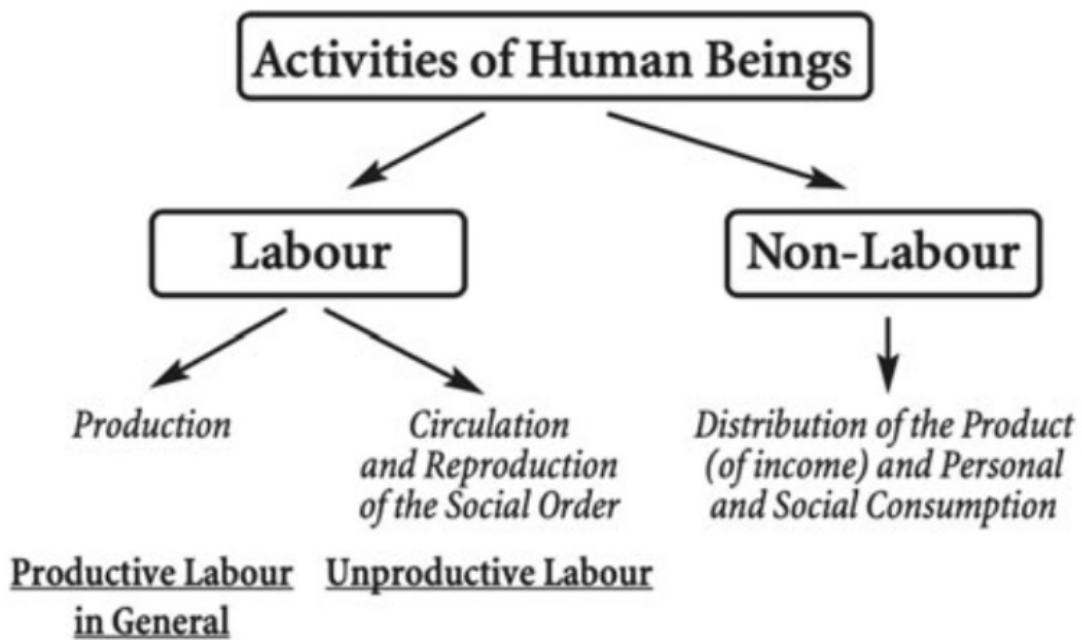 Activities of Human Beings
Labour
Non-Labour
Production
Circulation
and Reproduction
of the Social Order
Distribution of the Product
(of income) and Personal
and Social Consumption
Productive Labour
in General
Unproductive Labour